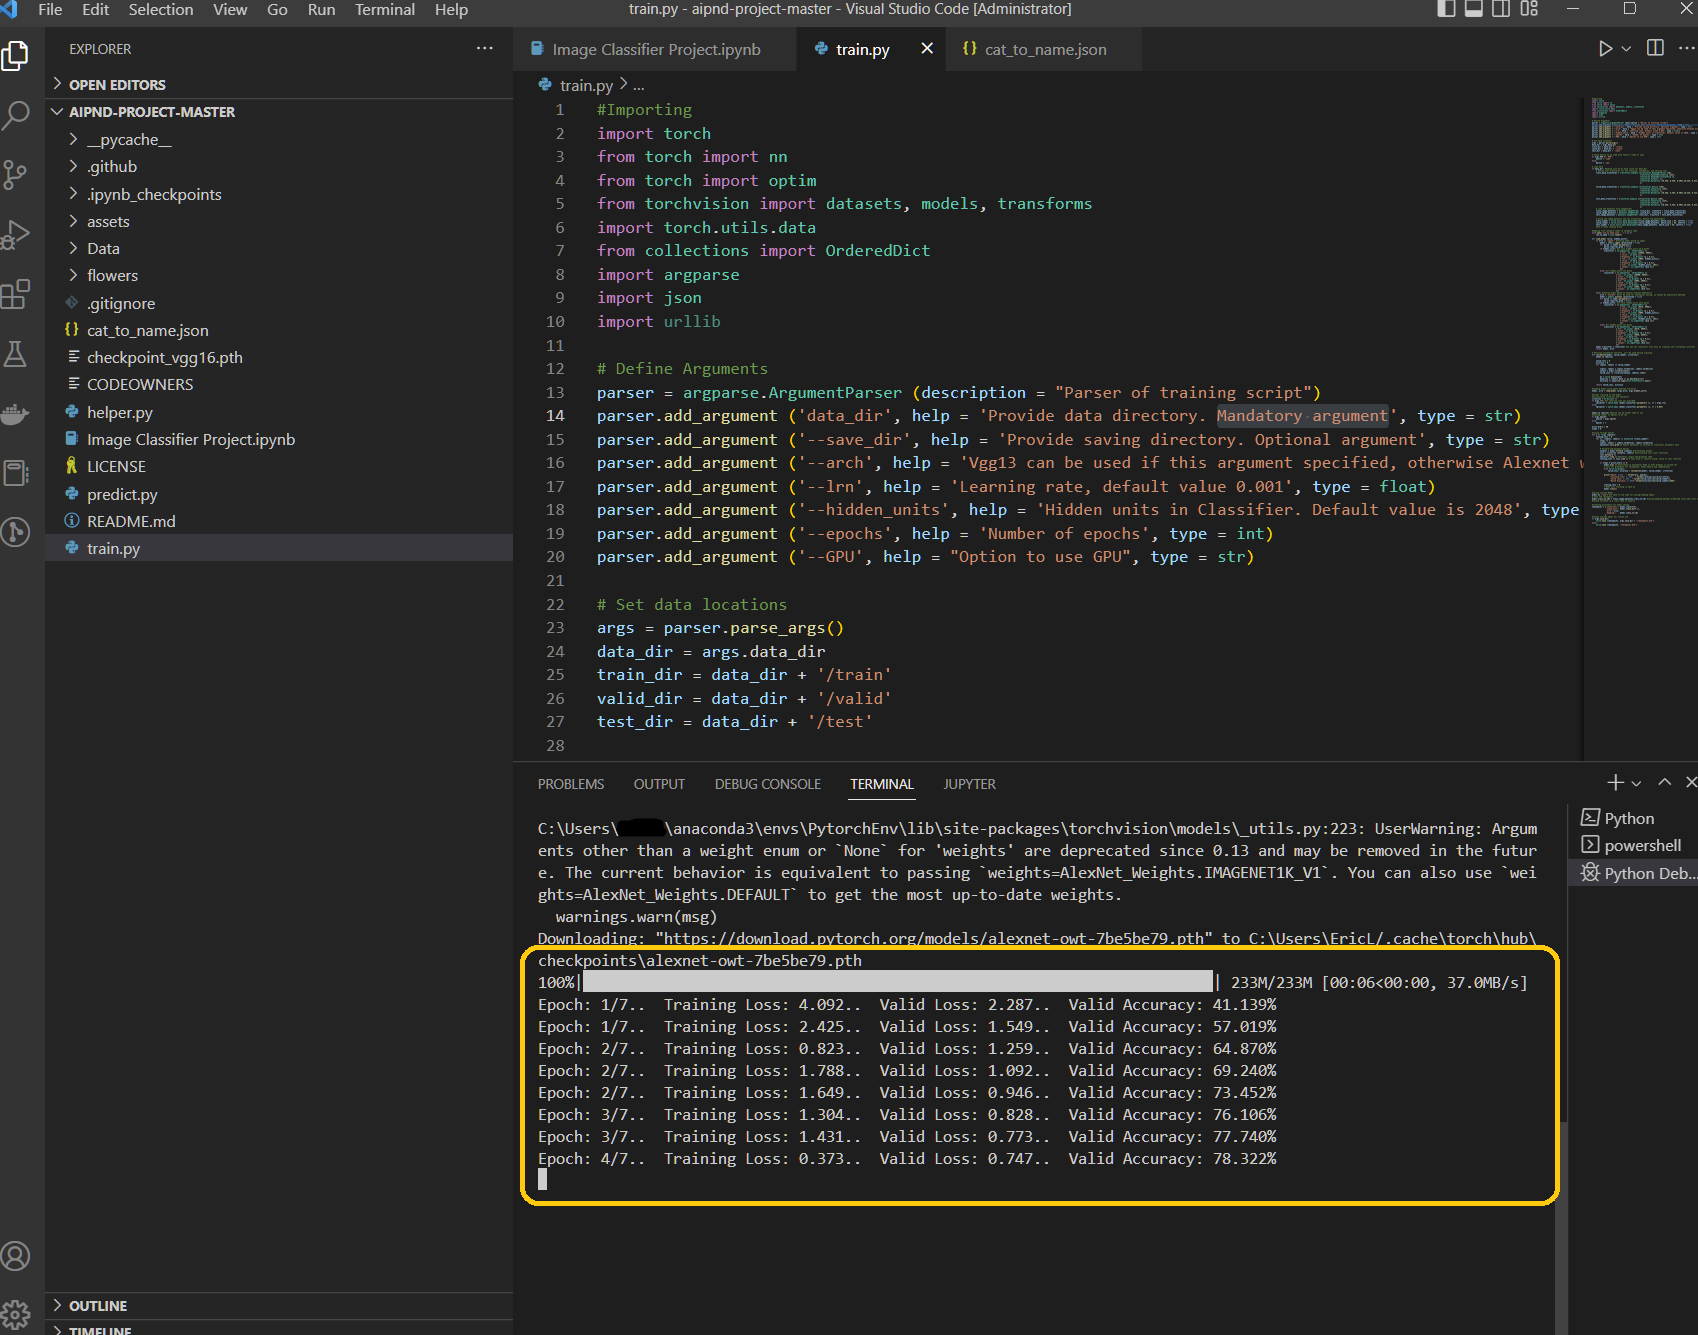 File Edit Selection View Go Run Terminal Help train.py - aipnd-project-master - Visual Studio Code [Administrator]
EXPLORER
OPEN EDITORS
AIPND-PROJECT-MASTER
__pycache__
.github
.ipynb_checkpoints
assets
Data
flowers
.gitignore
cat_to_name.json
checkpoint_vgg16.pth
CODEOWNERS
helper.py
Image Classifier Project.ipynb
LICENSE
predict.py
README.md
train.py
OUTLINE
TIMELINE
Image Classifier Project.ipynb train.py cat_to_name.json
train.py > ...
1 #Importing
2 import torch
3 from torch import nn
4 from torch import optim
5 from torchvision import datasets, models, transforms
6 import torch.utils.data
7 from collections import OrderedDict
8 import argparse
9 import json
10 import urllib
11
12 # Define Arguments
13 parser = argparse.ArgumentParser (description = "Parser of training script")
14 parser.add_argument ('data_dir', help = 'Provide data directory. Mandatory argument', type = str)
15 parser.add_argument ('--save_dir', help = 'Provide saving directory. Optional argument', type = str)
16 parser.add_argument ('--arch', help = 'Vgg13 can be used if this argument specified, otherwise Alexnet w
17 parser.add_argument ('--lrn', help = 'Learning rate, default value 0.001', type = float)
18 parser.add_argument ('--hidden_units', help = 'Hidden units in Classifier. Default value is 2048', type
19 parser.add_argument ('--epochs', help = 'Number of epochs', type = int)
20 parser.add_argument ('--GPU', help = "Option to use GPU", type = str)
21
22 # Set data locations
23 args = parser.parse_args()
24 data_dir = args.data_dir
25 train_dir = data_dir + '/train'
26 valid_dir = data_dir + '/valid'
27 test_dir = data_dir + '/test'
28
PROBLEMS OUTPUT DEBUG CONSOLE TERMINAL JUPYTER
Python
powershell
Python Deb...
C:\Users\ \anaconda3\envs\PytorchEnv\lib\site-packages\torchvision\models\_utils.py:223: UserWarning: Argum
ents other than a weight enum or `None` for 'weights' are deprecated since 0.13 and may be removed in the futur
e. The current behavior is equivalent to passing `weights=AlexNet_Weights.IMAGENET1K_V1`. You can also use `wei
ghts=AlexNet_Weights.DEFAULT` to get the most up-to-date weights.
warnings.warn(msg)
Downloading: "https://download.pytorch.org/models/alexnet-owt-7be5be79.pth" to C:\Users\EricL/.cache\torch\hub\
checkpoints\alexnet-owt-7be5be79.pth
100%| | 233M/233M [00:06<00:00, 37.0MB/s]
Epoch: 1/7.. Training Loss: 4.092.. Valid Loss: 2.287.. Valid Accuracy: 41.139%
Epoch: 1/7.. Training Loss: 2.425.. Valid Loss: 1.549.. Valid Accuracy: 57.019%
Epoch: 2/7.. Training Loss: 0.823.. Valid Loss: 1.259.. Valid Accuracy: 64.870%
Epoch: 2/7.. Training Loss: 1.788.. Valid Loss: 1.092.. Valid Accuracy: 69.240%
Epoch: 2/7.. Training Loss: 1.649.. Valid Loss: 0.946.. Valid Accuracy: 73.452%
Epoch: 3/7.. Training Loss: 1.304.. Valid Loss: 0.828.. Valid Accuracy: 76.106%
Epoch: 3/7.. Training Loss: 1.431.. Valid Loss: 0.773.. Valid Accuracy: 77.740%
Epoch: 4/7.. Training Loss: 0.373.. Valid Loss: 0.747.. Valid Accuracy: 78.322%